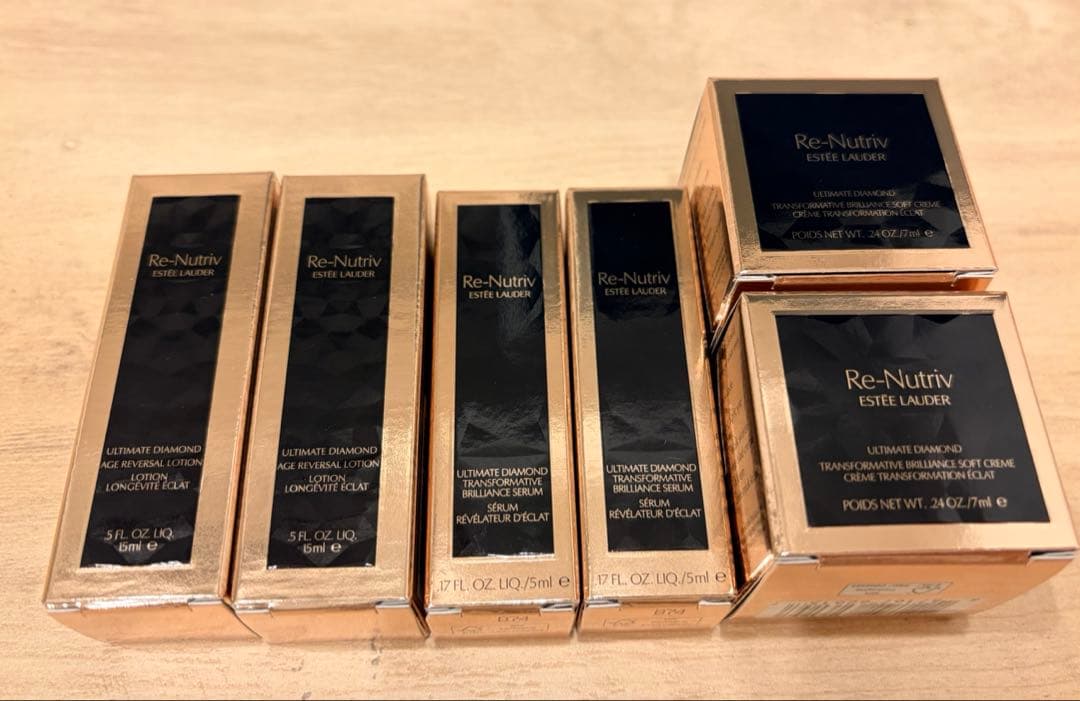 Re-Nutriv
ESTĒE LAUDER
ULTIMATE DIAMOND
AGE REVERSAL LOTION
LOTION
LONGÉVITÉ ÉCLAT
.5 FL. OZ. LIQ.
15ml e
Re-Nutriv
ESTĒE LAUDER
ULTIMATE DIAMOND
AGE REVERSAL LOTION
LOTION
LONGÉVITÉ ÉCLAT
.5 FL. OZ. LIQ.
15ml e
Re-Nutriv
ESTĒE LAUDER
ULTIMATE DIAMOND
TRANSFORMATIVE
BRILLIANCE SERUM
SÉRUM
RÉVÉLATEUR D'ÉCLAT
.17 FL. OZ. LIQ./5ml e
B74
Re-Nutriv
ESTĒE LAUDER
ULTIMATE DIAMOND
TRANSFORMATIVE
BRILLIANCE SERUM
SÉRUM
RÉVÉLATEUR D'ÉCLAT
.17 FL. OZ. LIQ./5ml e
B74
Re-Nutriv
ESTĒE LAUDER
ULTIMATE DIAMOND
TRANSFORMATIVE BRILLIANCE SOFT CREME
CRÈME TRANSFORMATION ÉCLAT
POIDS NET WT. .24 OZ./7ml e
Re-Nutriv
ESTĒE LAUDER
ULTIMATE DIAMOND
TRANSFORMATIVE BRILLIANCE SOFT CREME
CRÈME TRANSFORMATION ÉCLAT
POIDS NET WT. .24 OZ./7ml e